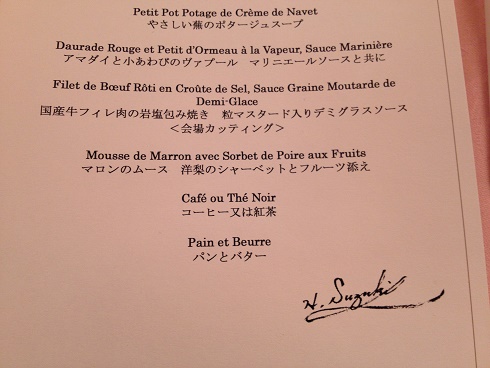 Petit Pot Potage de Crème de Navet
やさしい蕪のポタージュスープ
Daurade Rouge et Petit d'Ormeau à la Vapeur, Sauce Marinière
アマダイと小あわびのヴァプール　マリニエールソースと共に
Filet de Bœuf Rôti en Croûte de Sel, Sauce Graine Moutarde de
Demi-Glace
国産牛フィレ肉の岩塩包み焼き　粒マスタード入りデミグラスソース
＜会場カッティング＞
Mousse de Marron avec Sorbet de Poire aux Fruits
マロンのムース　洋梨のシャーベットとフルーツ添え
Café ou Thé Noir
コーヒー又は紅茶
Pain et Beurre
パンとバター
H. Suzuki